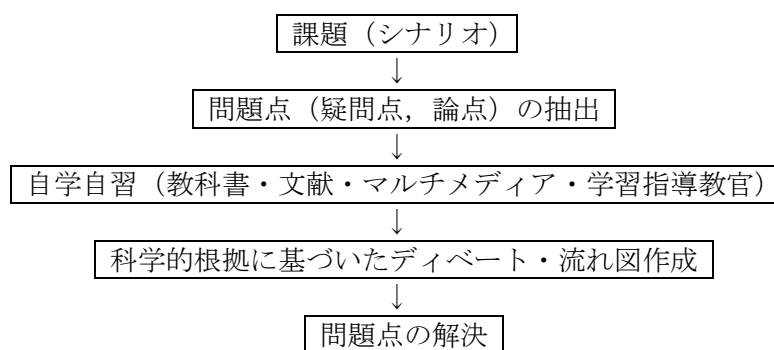 課題（シナリオ）
↓
問題点（疑問点，論点）の抽出
↓
自学自習（教科書・文献・マルチメディア・学習指導教官）
↓
科学的根拠に基づいたディベート・流れ図作成
↓
問題点の解決